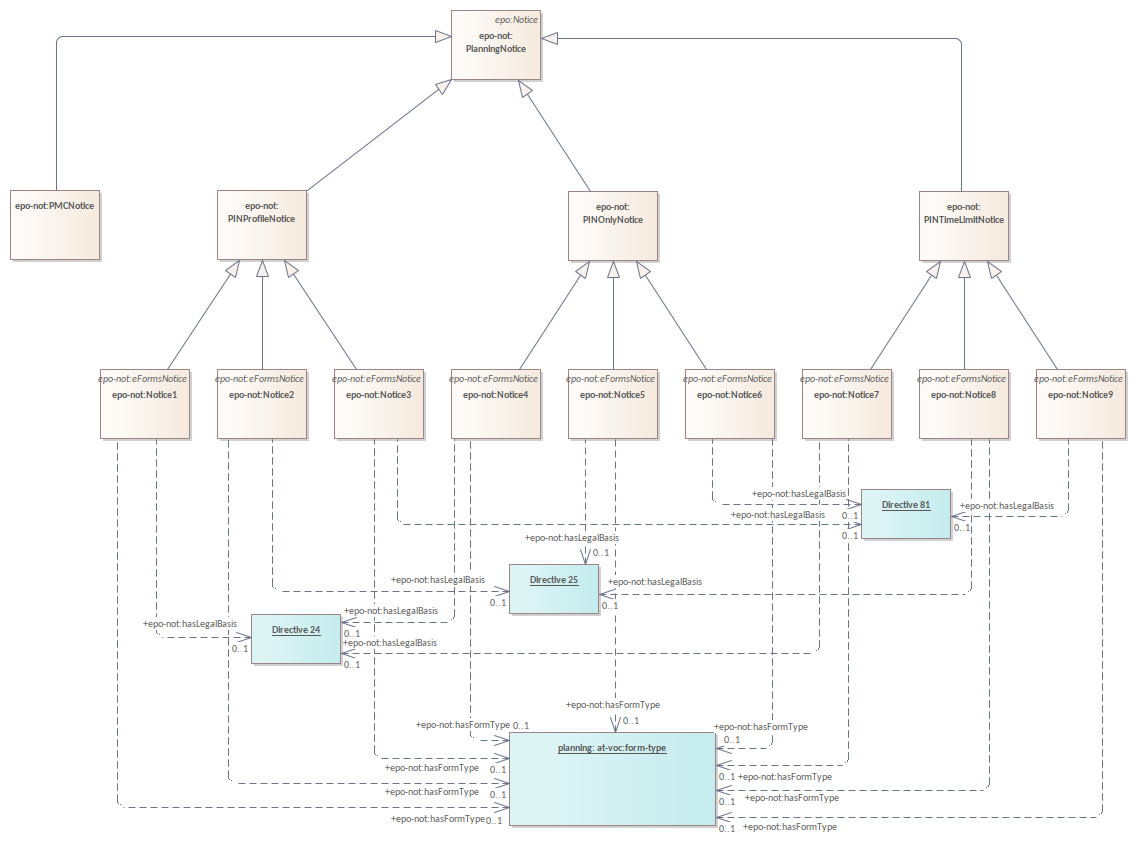 epo:Notice
epo-not:
PlanningNotice
epo-not:PMCNotice
epo-not:
PINProfileNotice
epo-not:
PINOnlyNotice
epo-not:
PINTimeLimitNotice
epo-not:eFormsNotice
epo-not:Notice1
epo-not:eFormsNotice
epo-not:Notice2
epo-not:eFormsNotice
epo-not:Notice3
epo-not:eFormsNotice
epo-not:Notice4
epo-not:eFormsNotice
epo-not:Notice5
epo-not:eFormsNotice
epo-not:Notice6
epo-not:eFormsNotice
epo-not:Notice7
epo-not:eFormsNotice
epo-not:Notice8
epo-not:eFormsNotice
epo-not:Notice9
+epo-not:hasLegalBasis
0..1
Directive 81
+epo-not:hasLegalBasis
0..1
+epo-not:hasLegalBasis
0..1
+epo-not:hasLegalBasis
0..1
+epo-not:hasLegalBasis
0..1
Directive 25
+epo-not:hasLegalBasis
0..1
+epo-not:hasLegalBasis
0..1
+epo-not:hasLegalBasis
0..1
Directive 24
+epo-not:hasLegalBasis
0..1
+epo-not:hasFormType
0..1
+epo-not:hasFormType
0..1
+epo-not:hasFormType
0..1
planning: at-voc:form-type
+epo-not:hasFormType
0..1
0..1
+epo-not:hasFormType
+epo-not:hasFormType
0..1
0..1
+epo-not:hasFormType
+epo-not:hasFormType
0..1
0..1
+epo-not:hasFormType